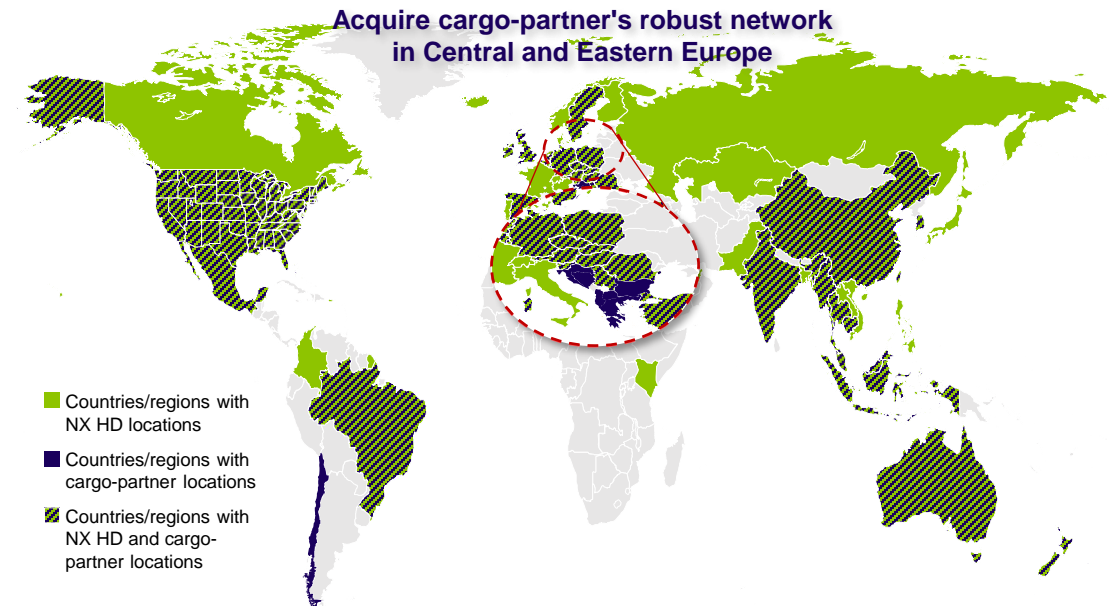 Acquire cargo-partner's robust network
in Central and Eastern Europe
Countries/regions with
NX HD locations
Countries/regions with
cargo-partner locations
Countries/regions with
NX HD and cargo-
partner locations